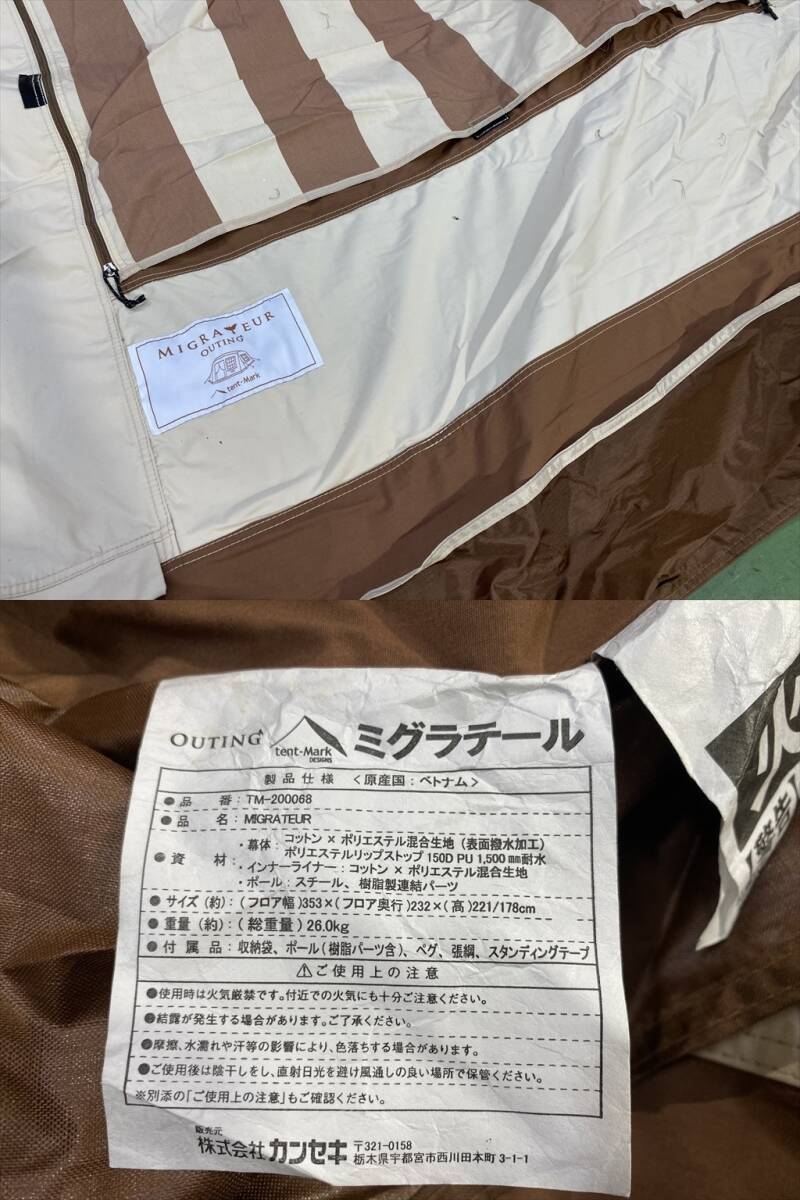 MIGRATEUR
OUTING
tent-Mark
OUTING tent-Mark DESIGNS ミグラテール
製品仕様 <原産国:ベトナム>
●品 番:TM-200068
●品 名:MIGRATEUR
●資 材:・幕体:コットン×ポリエステル混合生地(表面撥水加工)
ポリエステルリップストップ 150D PU 1,500㎜耐水
・インナーライナー:コットン×ポリエステル混合生地
・ポール:スチール、樹脂製連結パーツ
●サイズ(約):(フロア幅)353×(フロア奥行)232×(高)221/178cm
●重量(約):(総重量)26.0kg
●付 属 品:収納袋、ポール(樹脂パーツ含)、ペグ、張綱、スタンディングテープ
⚠ご使用上の注意
●使用時は火気厳禁です。付近での火気にも十分ご注意ください。
●結露が発生する場合があります。ご了承ください。
●摩擦、水濡れや汗等の影響により、色落ちする場合があります。
●ご使用後は陰干しをし、直射日光を避け風通しの良い場所で保管ください。
※別添の「ご使用上の注意」もご確認ください。
販売元
株式会社 カンセキ 〒321-0158
栃木県宇都宮市西川田本町 3-1-1
火
警告